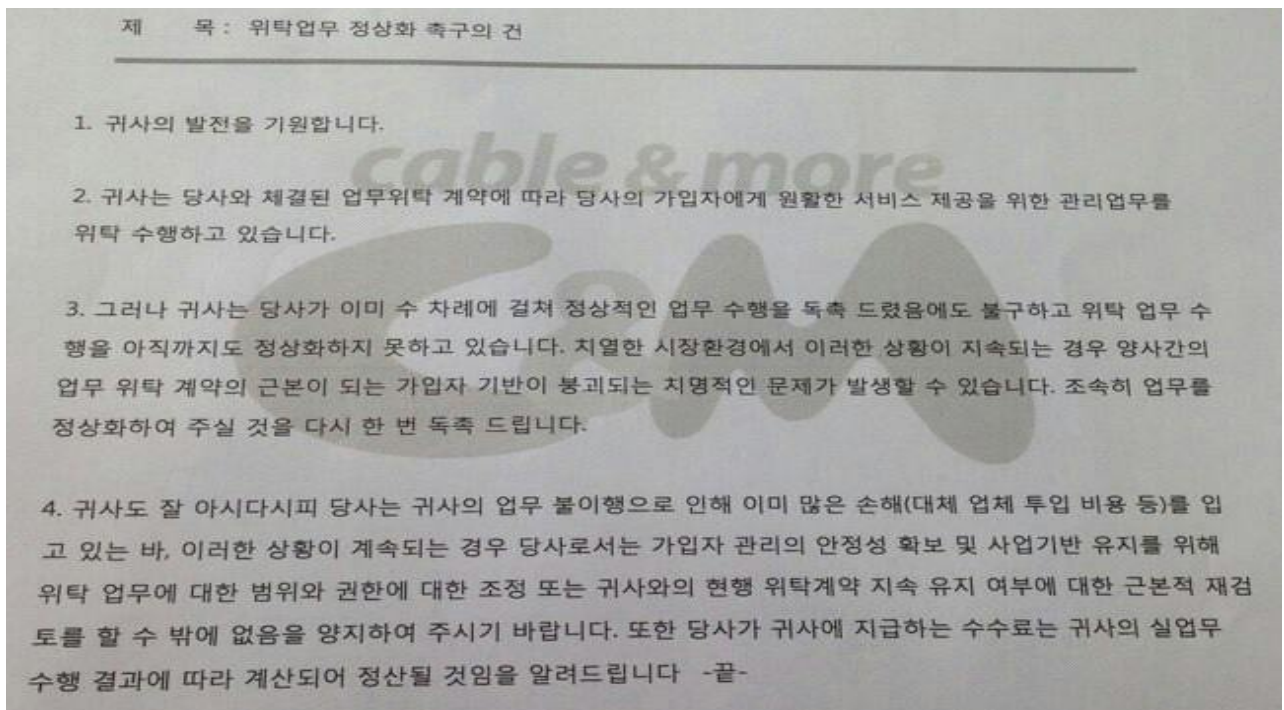 제 목 : 위탁업무 정상화 촉구의 건
1. 귀사의 발전을 기원합니다.
cable & more
2. 귀사는 당사와 체결된 업무위탁 계약에 따라 당사의 가입자에게 원활한 서비스 제공을 위한 관리업무를
위탁 수행하고 있습니다.
C&M
3. 그러나 귀사는 당사가 이미 수 차례에 걸쳐 정상적인 업무 수행을 독촉 드렸음에도 불구하고 위탁 업무 수
행을 아직까지도 정상화하지 못하고 있습니다. 치열한 시장환경에서 이러한 상황이 지속되는 경우 양사간의
업무 위탁 계약의 근본이 되는 가입자 기반이 붕괴되는 치명적인 문제가 발생할 수 있습니다. 조속히 업무를
정상화하여 주실 것을 다시 한 번 독촉 드립니다.
4. 귀사도 잘 아시다시피 당사는 귀사의 업무 불이행으로 인해 이미 많은 손해(대체 업체 투입 비용 등)를 입
고 있는 바, 이러한 상황이 계속되는 경우 당사로서는 가입자 관리의 안정성 확보 및 사업기반 유지를 위해
위탁 업무에 대한 범위와 권한에 대한 조정 또는 귀사와의 현행 위탁계약 지속 유지 여부에 대한 근본적 재검
토를 할 수 밖에 없음을 양지하여 주시기 바랍니다. 또한 당사가 귀사에 지급하는 수수료는 귀사의 실업무
수행 결과에 따라 계산되어 정산될 것임을 알려드립니다 -끝-